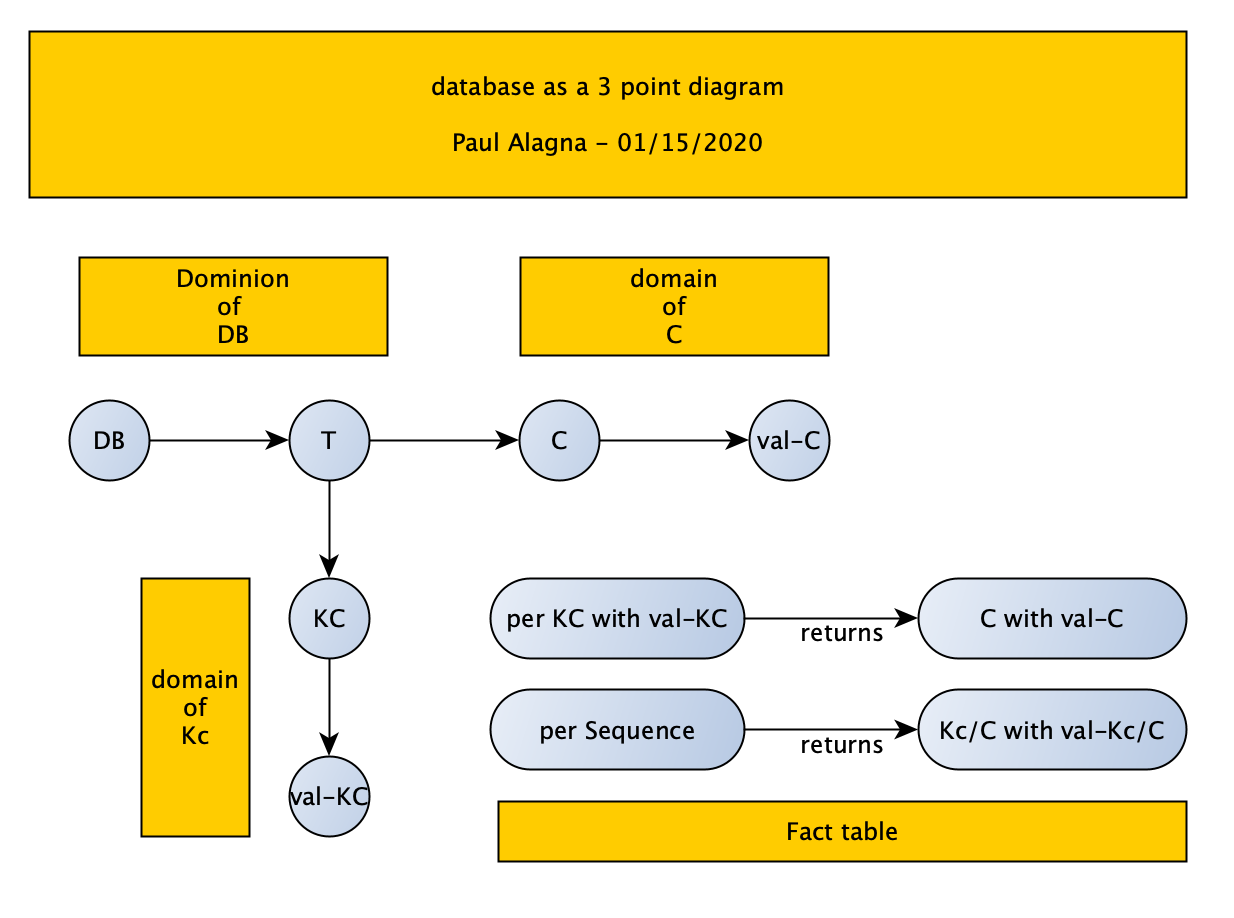 database as a 3 point diagram
Paul Alagna - 01/15/2020
Dominion
of
DB
domain
of
C
DB
T
C
val-C
KC
val-KC
domain
of
Kc
per KC with val-KC
returns
C with val-C
per Sequence
returns
Kc/C with val-Kc/C
Fact table